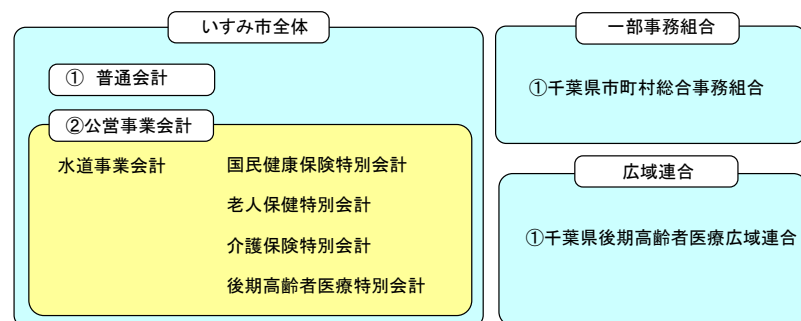 いすみ市全体
① 普通会計
②公営事業会計
水道事業会計
国民健康保険特別会計
老人保健特別会計
介護保険特別会計
後期高齢者医療特別会計
一部事務組合
①千葉県市町村総合事務組合
広域連合
①千葉県後期高齢者医療広域連合